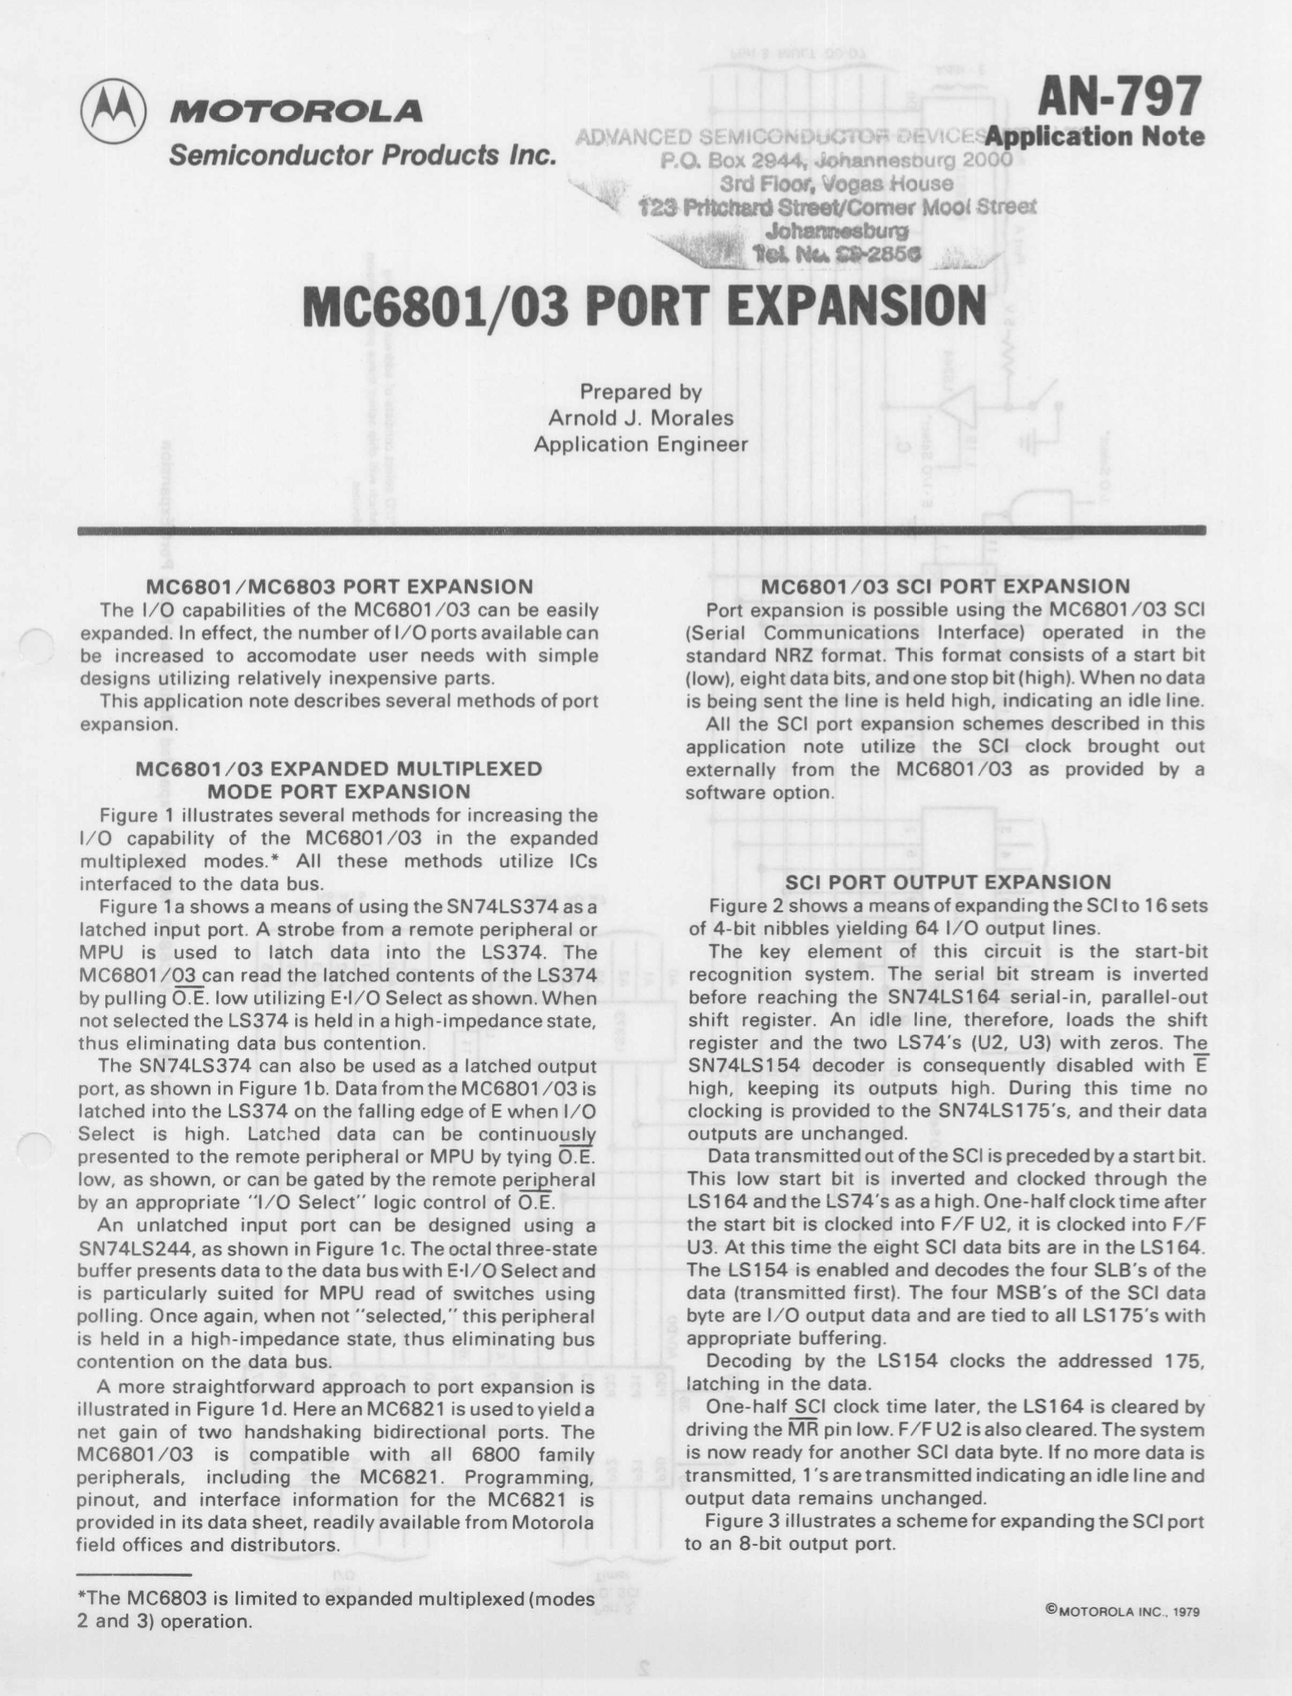 MOTOROLA
Semiconductor Products Inc.
AN-797
Application Note
ADVANCED SEMICONDUCTOR DEVICES
P.O. Box 2944, Johannesburg 2000
3rd Floor, Vogas House
123 Pritchard Street/Corner Mooi Street
Johannesburg
Tel. No.
MC6801/03 PORT EXPANSION
Prepared by
Arnold J. Morales
Application Engineer
MC6801/MC6803 PORT EXPANSION
The I/O capabilities of the MC6801/03 can be easily
expanded. In effect, the number of I/O ports available can
be increased to accomodate user needs with simple
designs utilizing relatively inexpensive parts.
This application note describes several methods of port
expansion.
MC6801/03 EXPANDED MULTIPLEXED
MODE PORT EXPANSION
Figure 1 illustrates several methods for increasing the
I/O capability of the MC6801/03 in the expanded
multiplexed modes.* All these methods utilize ICs
interfaced to the data bus.
Figure 1a shows a means of using the SN74LS374 as a
latched input port. A strobe from a remote peripheral or
MPU is used to latch data into the LS374. The
MC6801/03 can read the latched contents of the LS374
by pulling O.E. low utilizing E·I/O Select as shown. When
not selected the LS374 is held in a high-impedance state,
thus eliminating data bus contention.
The SN74LS374 can also be used as a latched output
port, as shown in Figure 1b. Data from the MC6801/03 is
latched into the LS374 on the falling edge of E when I/O
Select is high. Latched data can be continuously
presented to the remote peripheral or MPU by tying O.E.
low, as shown, or can be gated by the remote peripheral
by an appropriate "I/O Select" logic control of O.E.
An unlatched input port can be designed using a
SN74LS244, as shown in Figure 1c. The octal three-state
buffer presents data to the data bus with E·I/O Select and
is particularly suited for MPU read of switches using
polling. Once again, when not "selected," this peripheral
is held in a high-impedance state, thus eliminating bus
contention on the data bus.
A more straightforward approach to port expansion is
illustrated in Figure 1d. Here an MC6821 is used to yield a
net gain of two handshaking bidirectional ports. The
MC6801/03 is compatible with all 6800 family
peripherals, including the MC6821. Programming,
pinout, and interface information for the MC6821 is
provided in its data sheet, readily available from Motorola
field offices and distributors.
*The MC6803 is limited to expanded multiplexed (modes
2 and 3) operation.
MC6801/03 SCI PORT EXPANSION
Port expansion is possible using the MC6801/03 SCI
(Serial Communications Interface) operated in the
standard NRZ format. This format consists of a start bit
(low), eight data bits, and one stop bit (high). When no data
is being sent the line is held high, indicating an idle line.
All the SCI port expansion schemes described in this
application note utilize the SCI clock brought out
externally from the MC6801/03 as provided by a
software option.
SCI PORT OUTPUT EXPANSION
Figure 2 shows a means of expanding the SCI to 16 sets
of 4-bit nibbles yielding 64 I/O output lines.
The key element of this circuit is the start-bit
recognition system. The serial bit stream is inverted
before reaching the SN74LS164 serial-in, parallel-out
shift register. An idle line, therefore, loads the shift
register and the two LS74's (U2, U3) with zeros. The
SN74LS154 decoder is consequently disabled with E
high, keeping its outputs high. During this time no
clocking is provided to the SN74LS175's, and their data
outputs are unchanged.
Data transmitted out of the SCI is preceded by a start bit.
This low start bit is inverted and clocked through the
LS164 and the LS74's as a high. One-half clock time after
the start bit is clocked into F/F U2, it is clocked into F/F
U3. At this time the eight SCI data bits are in the LS164.
The LS154 is enabled and decodes the four SLB's of the
data (transmitted first). The four MSB's of the SCI data
byte are I/O output data and are tied to all LS175's with
appropriate buffering.
Decoding by the LS154 clocks the addressed 175,
latching in the data.
One-half SCI clock time later, the LS164 is cleared by
driving the MR pin low. F/F U2 is also cleared. The system
is now ready for another SCI data byte. If no more data is
transmitted, 1's are transmitted indicating an idle line and
output data remains unchanged.
Figure 3 illustrates a scheme for expanding the SCI port
to an 8-bit output port.
©MOTOROLA INC., 1979